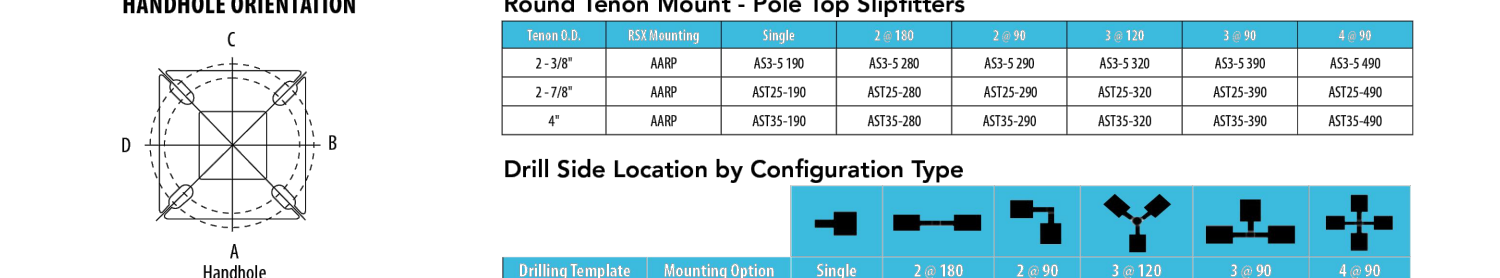 HANDHOLE ORIENTATION
C
D
B
A
Handhole
Round Tenon Mount - Pole Top Slipfitters
Tenon O.D. RSX Mounting Single 2 @ 180 2 @ 90 3 @ 120 3 @ 90 4 @ 90
2 - 3/8" AARP AS3-5 190 AS3-5 280 AS3-5 290 AS3-5 320 AS3-5 390 AS3-5 490
2 - 7/8" AARP AST25-190 AST25-280 AST25-290 AST25-320 AST25-390 AST25-490
4" AARP AST35-190 AST35-280 AST35-290 AST35-320 AST35-390 AST35-490
Drill Side Location by Configuration Type
Drilling Template Mounting Option Single 2 @ 180 2 @ 90 3 @ 120 3 @ 90 4 @ 90